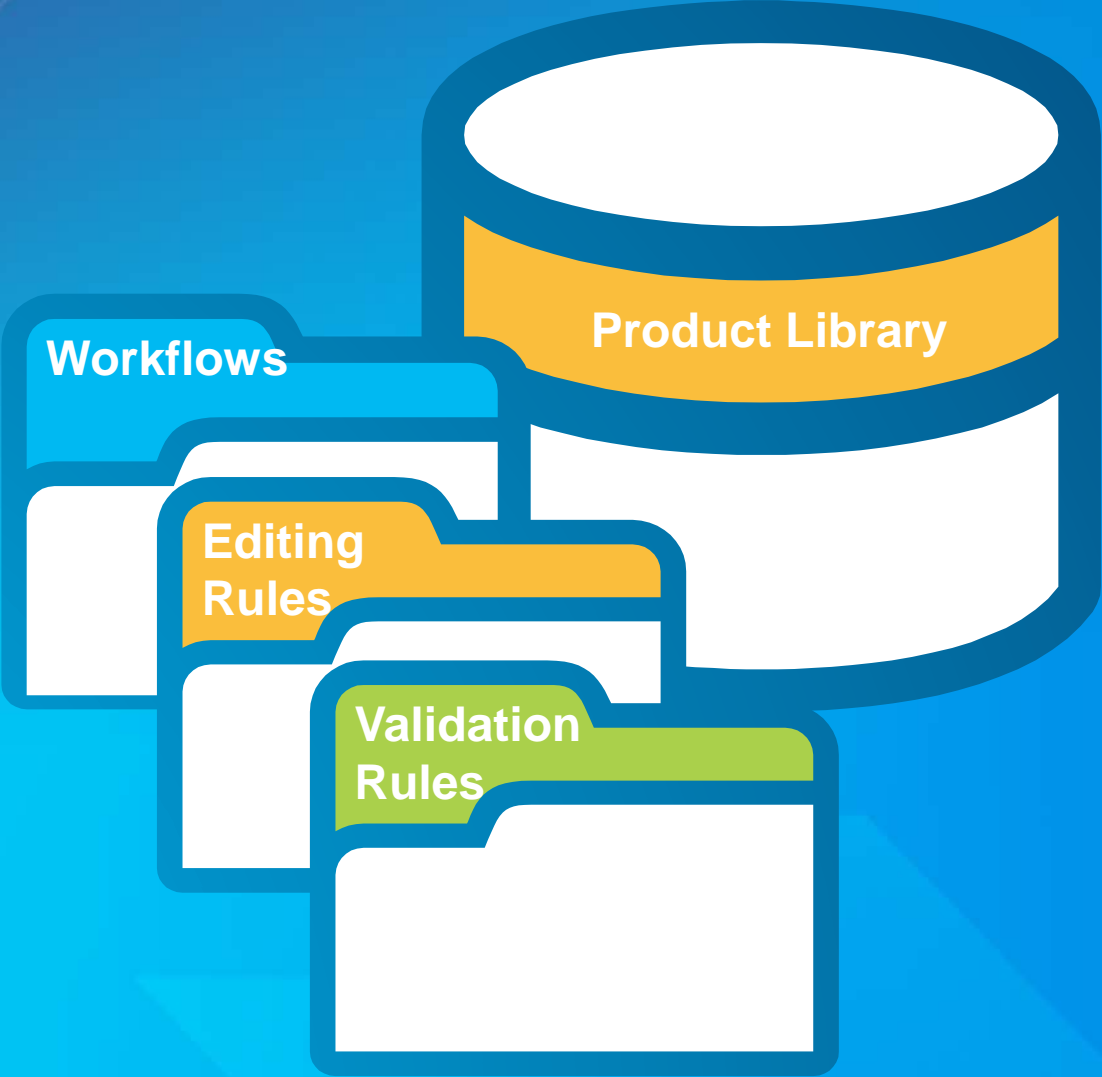 Product Library
Workflows
Editing
Rules
Validation
Rules